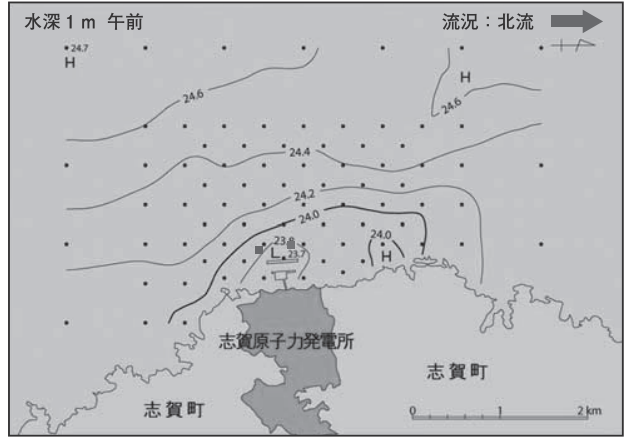 水深1m 午前
流況：北流
24.7
H
H
24.6
24.6
24.4
24.2
24.0
24.0
23.8
L 23.7
H
志賀原子力発電所
志賀町
志賀町
0 1 2 km